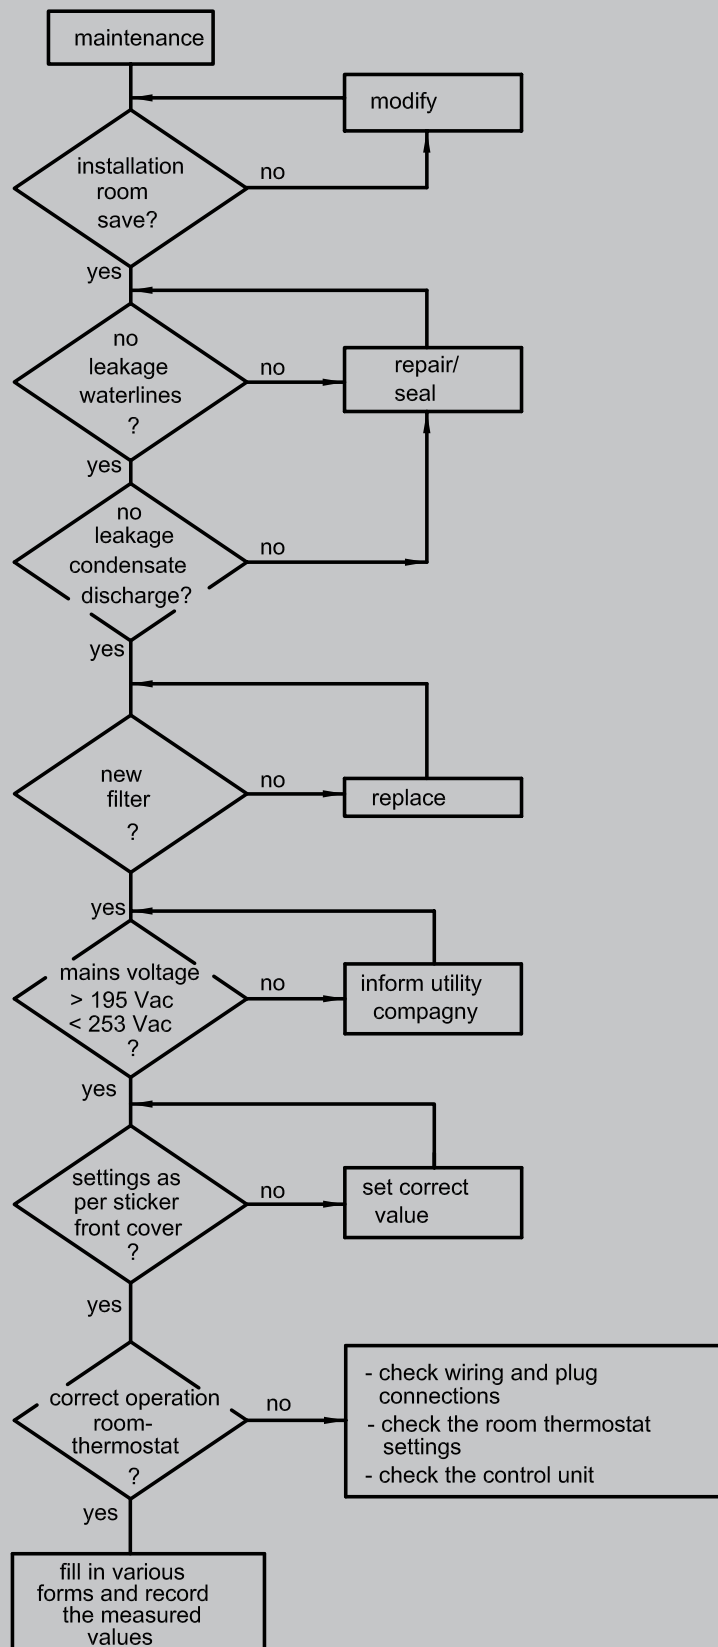 maintenance
modify
installation
room
save?
no
yes
no
leakage
waterlines
?
no
repair/
seal
yes
no
leakage
condensate
discharge?
no
yes
new
filter
?
no
replace
yes
mains voltage
> 195 Vac
< 253 Vac
?
no
inform utility
compagny
yes
settings as
per sticker
front cover
?
no
set correct
value
yes
correct operation
room-
thermostat
?
no
- check wiring and plug
connections
- check the room thermostat
settings
- check the control unit
yes
fill in various
forms and record
the measured
values